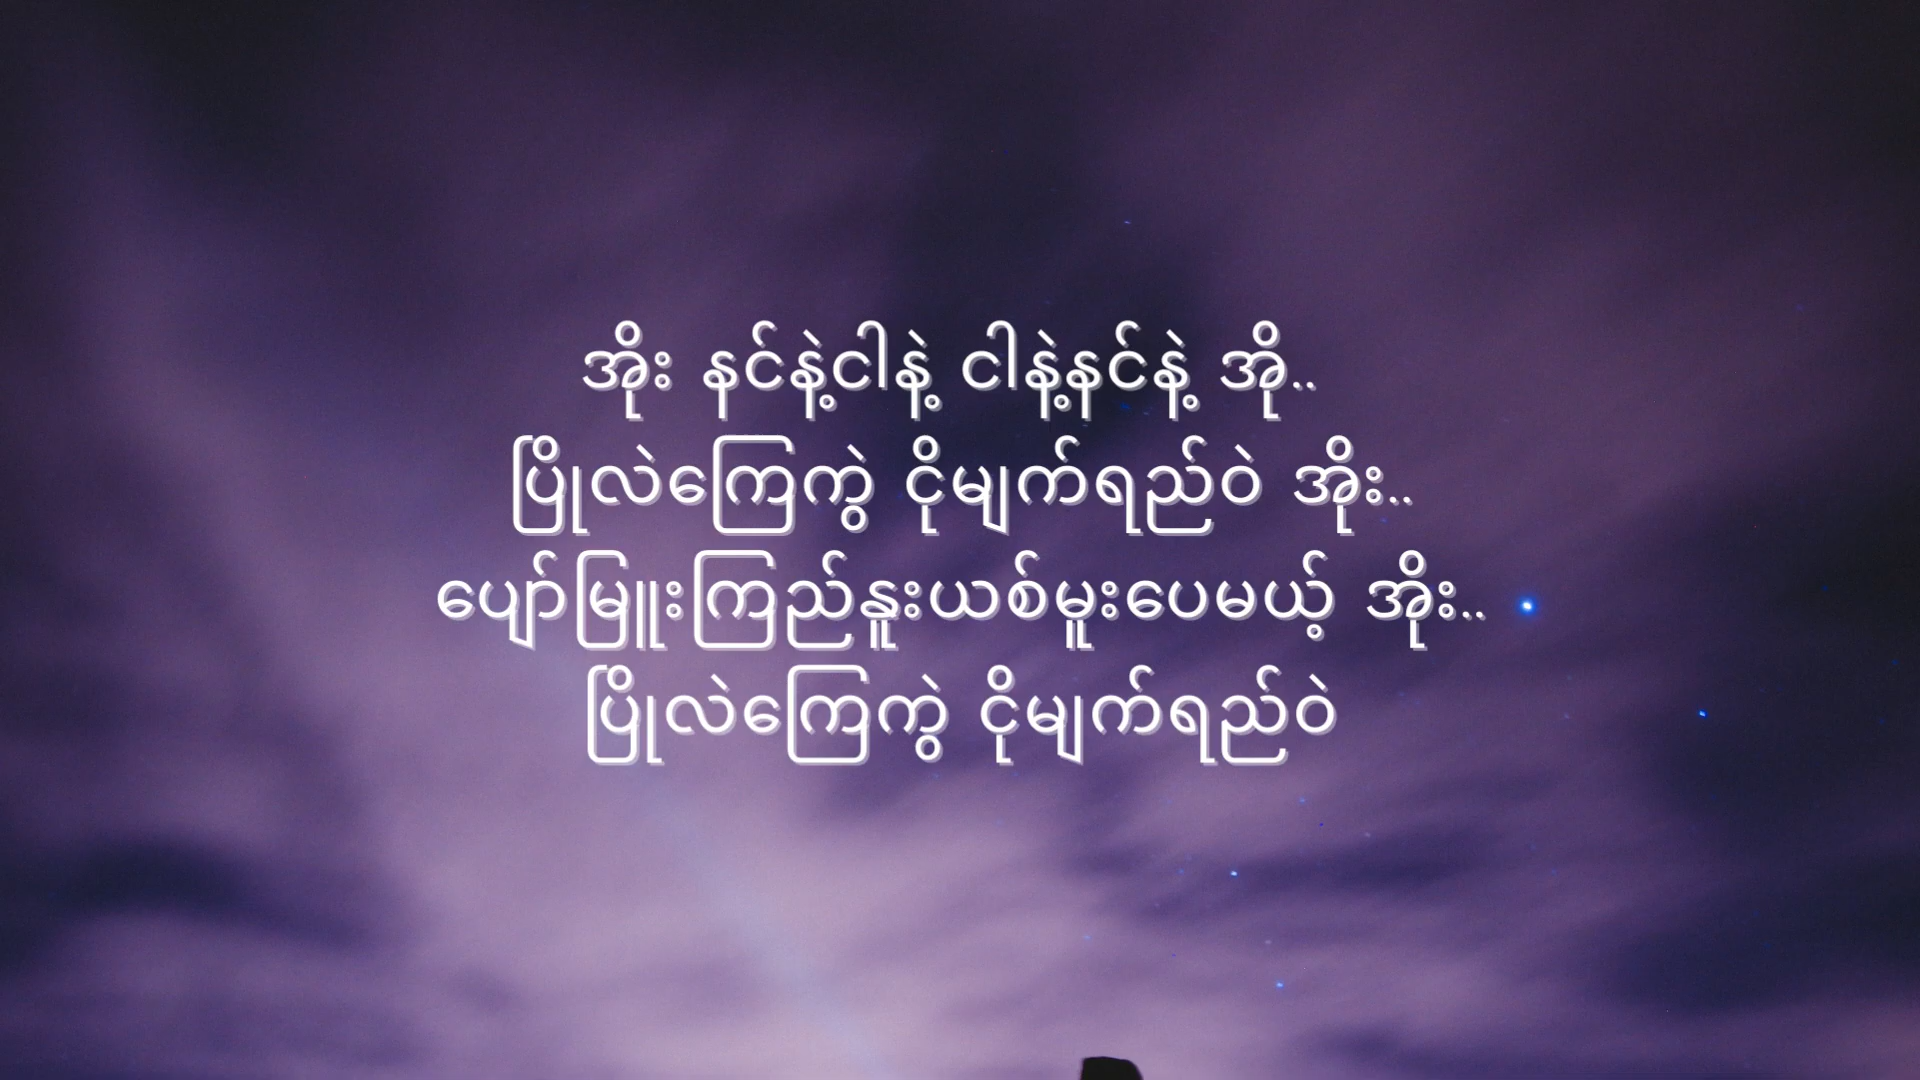 အိုး နင်နဲ့ငါနဲ့ ငါနဲ့နင်နဲ့ အို..
ပြိုလဲကြေကွဲ ငိုမျက်ရည်ဝဲ အိုး..
ပျော်မြူးကြည်နူးယစ်မူးပေမယ့် အိုး..
ပြိုလဲကြေကွဲ ငိုမျက်ရည်ဝဲ